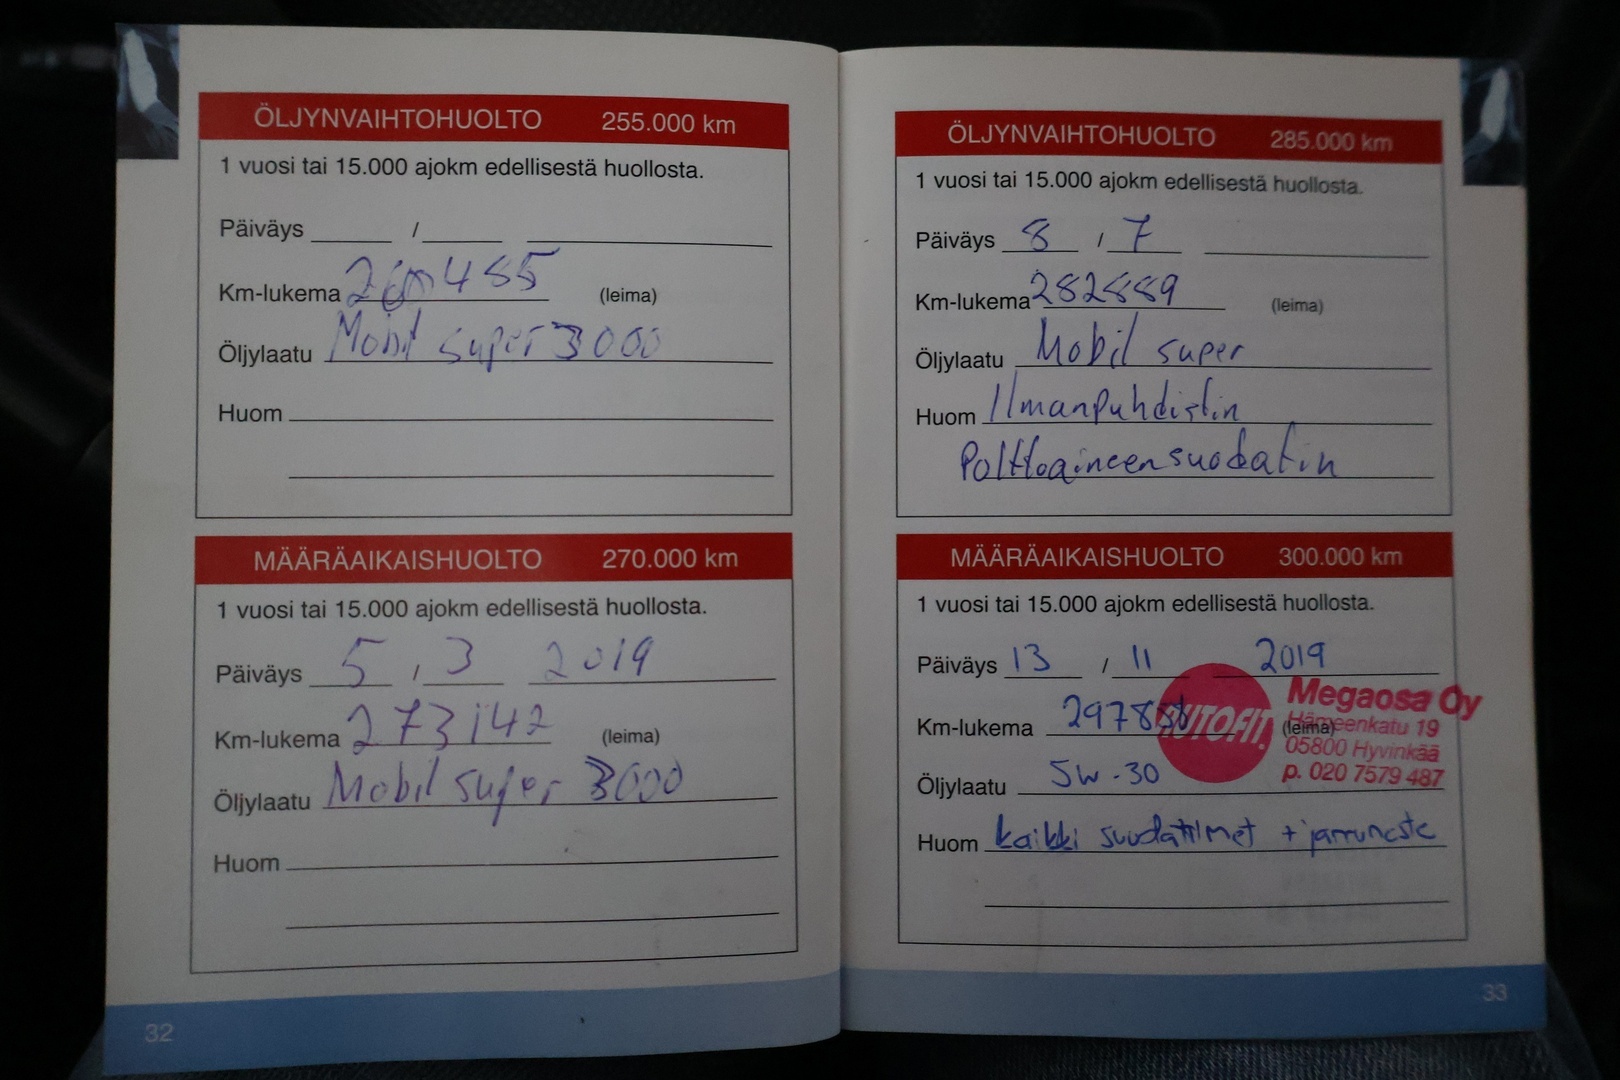 ÖLJYNVAIHTOHUOLTO 255.000 km
1 vuosi tai 15.000 ajokm edellisestä huollosta.
Päiväys /
Km-lukema (leima)
Öljylaatu Mobil super 3000
Huom
MÄÄRÄAIKAISHUOLTO 270.000 km
1 vuosi tai 15.000 ajokm edellisestä huollosta.
Päiväys 5 / 3 2019
Km-lukema 273142 (leima)
Öljylaatu Mobil super 3000
Huom
32
ÖLJYNVAIHTOHUOLTO 285.000 km
1 vuosi tai 15.000 ajokm edellisestä huollosta.
Päiväys 8 / 7
Km-lukema 282889 (leima)
Öljylaatu Mobil super
Huom Ilmanpuhdistin
Polttoaineensuodatin
MÄÄRÄAIKAISHUOLTO 300.000 km
1 vuosi tai 15.000 ajokm edellisestä huollosta.
Päiväys 13 / 11 2019
Megaosa Oy
Km-lukema AUTOFIT. (leima) Hämeenkatu 19
05800 Hyvinkää
Öljylaatu 5W-30 p. 020 7579 487
Huom kaikki suodattimet + jarruneste
33